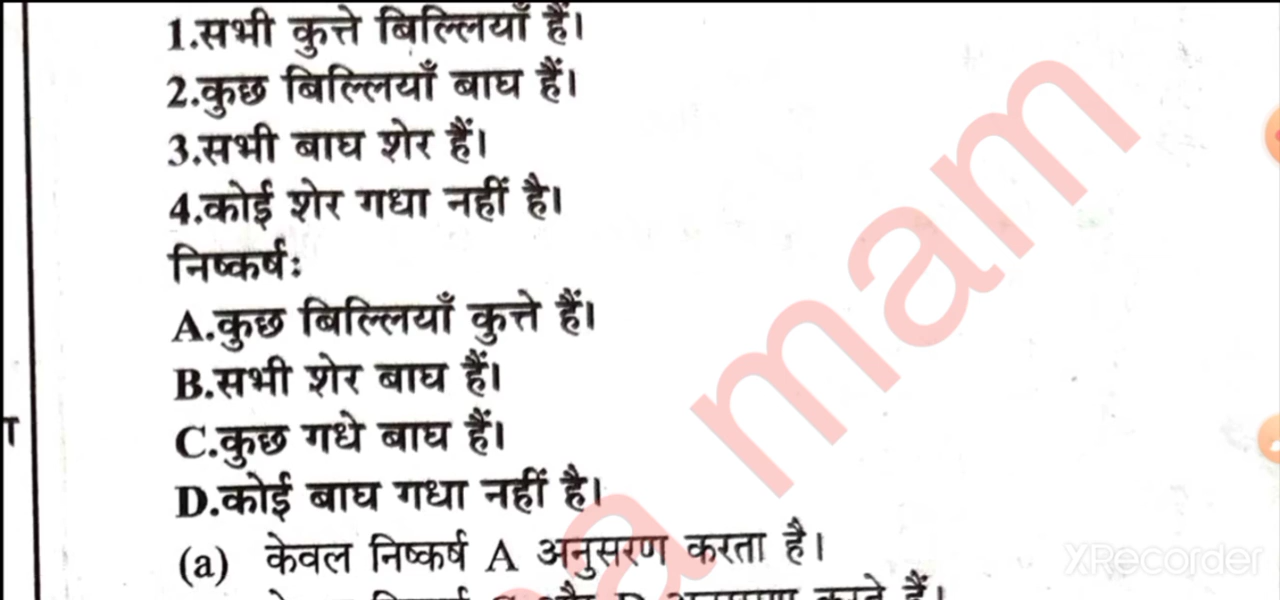 1.सभी कुत्ते बिल्लियाँ हैं।
2.कुछ बिल्लियाँ बाघ हैं।
3.सभी बाघ शेर हैं।
4.कोई शेर गधा नहीं है।
निष्कर्षः
A.कुछ बिल्लियाँ कुत्ते हैं।
B.सभी शेर बाघ हैं।
C.कुछ गधे बाघ हैं।
D.कोई बाघ गधा नहीं है।
(a) केवल निष्कर्ष A अनुसरण करता है।
mam
XRecorder